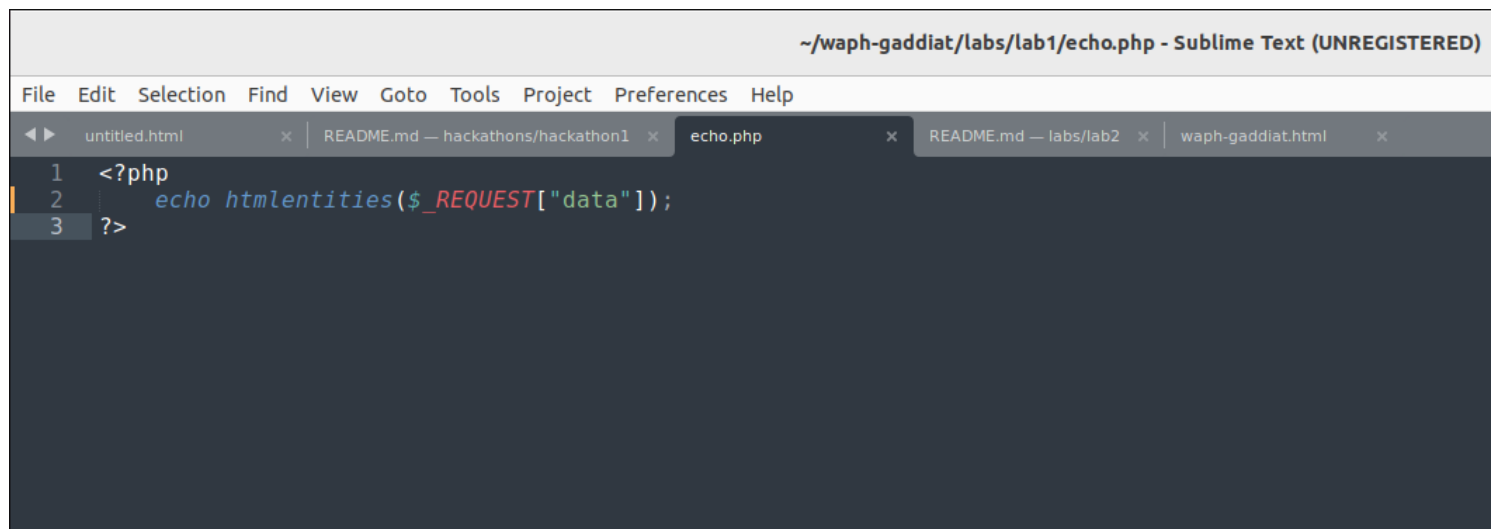 ~/waph-gaddiat/labs/lab1/echo.php - Sublime Text (UNREGISTERED)
File Edit Selection Find View Goto Tools Project Preferences Help
untitled.html × README.md — hackathons/hackathon1 × echo.php × README.md — labs/lab2 × waph-gaddiat.html ×
1 <?php
2 echo htmlentities($_REQUEST["data"]);
3 ?>